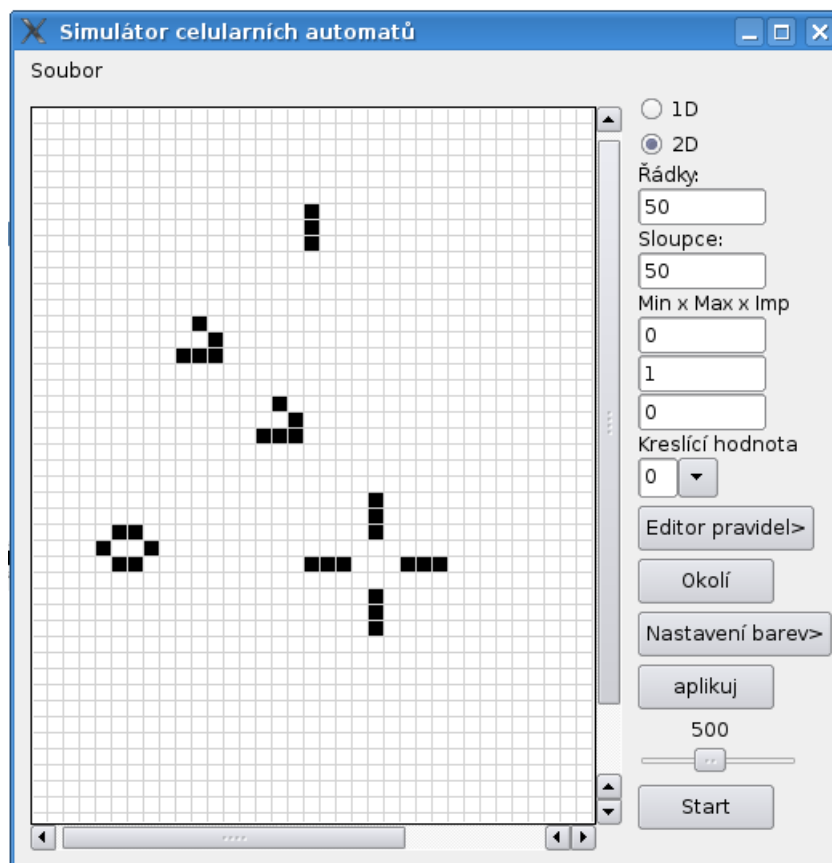 Simulátor celularních automatů
Soubor
1D
2D
Řádky:
50
Sloupce:
50
Min x Max x Imp
0
1
0
Kreslící hodnota
0
Editor pravidel>
Okolí
Nastavení barev>
aplikuj
500
Start